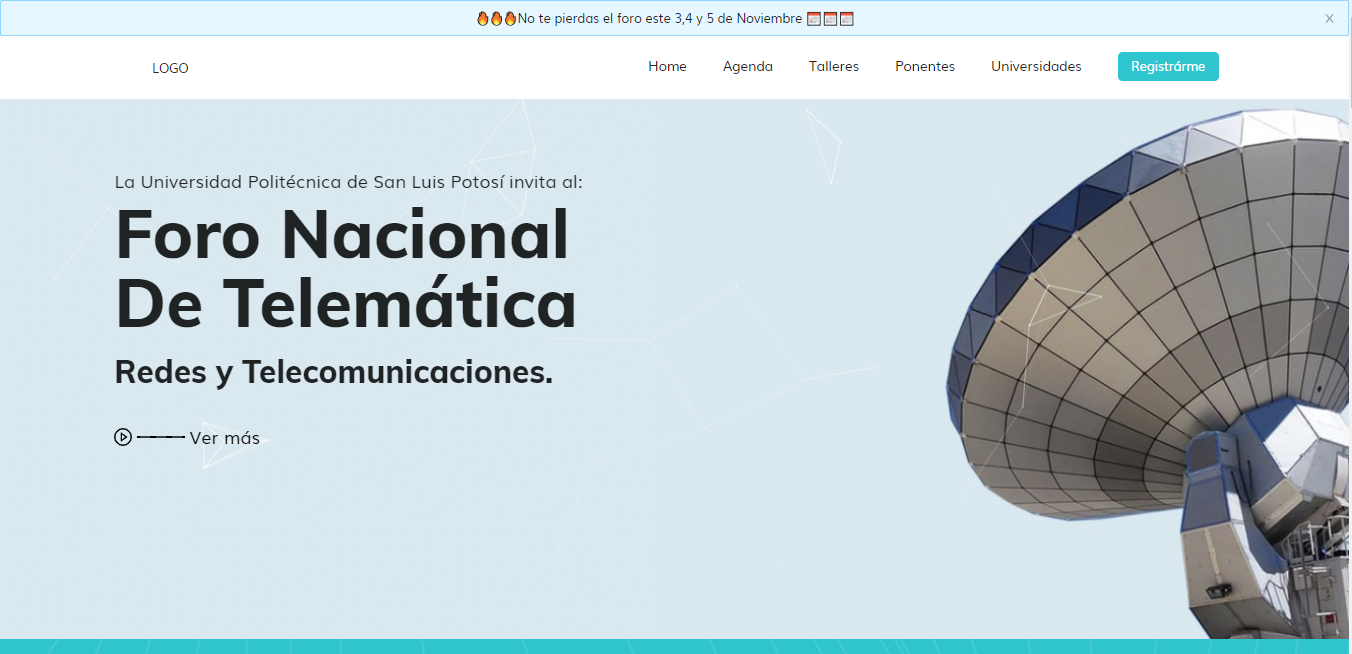 🔥🔥🔥No te pierdas el foro este 3,4 y 5 de Noviembre 📅📅📅
LOGO
Home Agenda Talleres Ponentes Universidades Registrárme
La Universidad Politécnica de San Luis Potosí invita al:
Foro Nacional
De Telemática
Redes y Telecomunicaciones.
Ver más